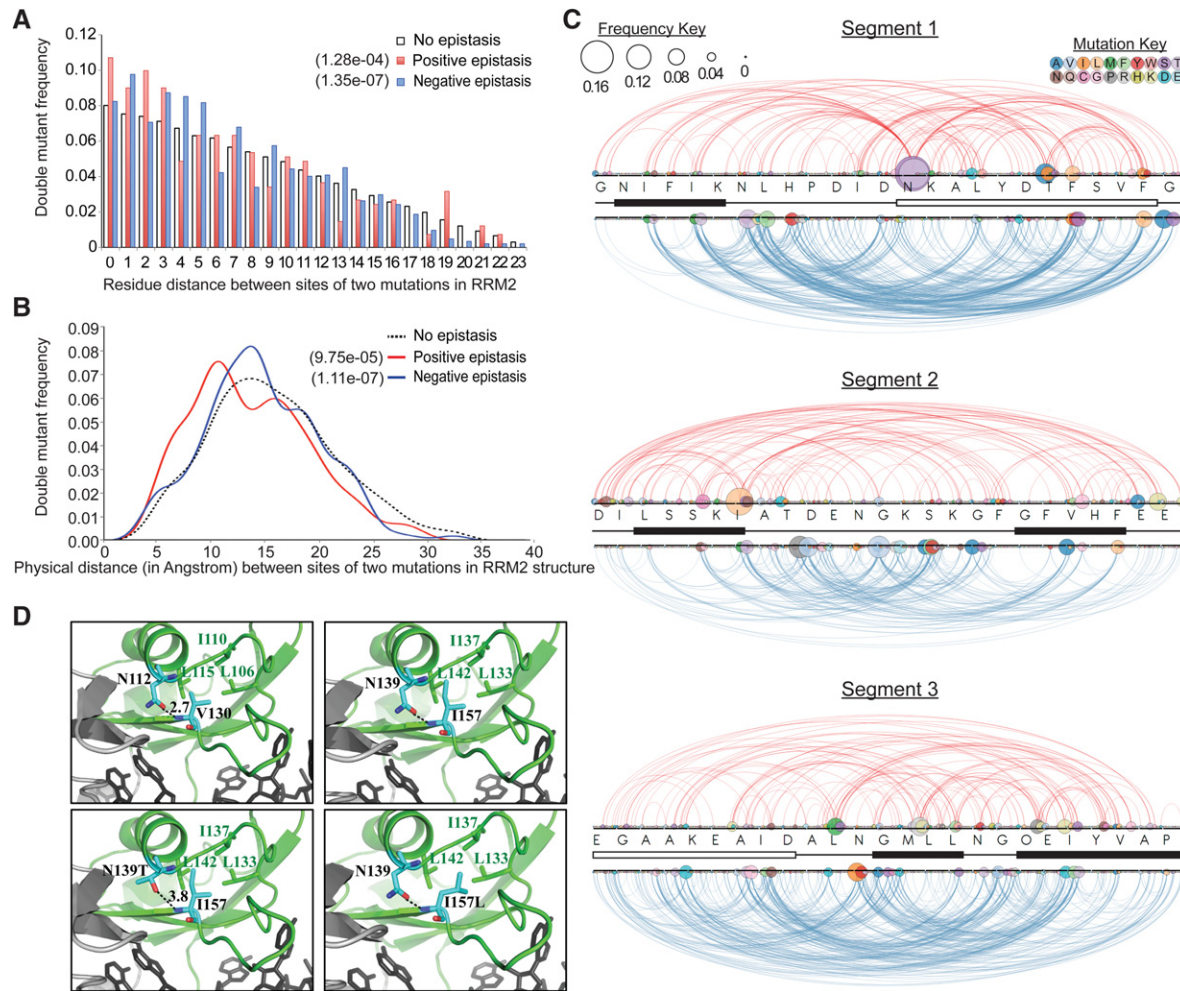 A
No epistasis
(1.28e-04) Positive epistasis
(1.35e-07) Negative epistasis
Double mutant frequency
0.12
0.10
0.08
0.06
0.04
0.02
0
0 1 2 3 4 5 6 7 8 9 10 11 12 13 14 15 16 17 18 19 20 21 22 23
Residue distance between sites of two mutations in RRM2
B
No epistasis
(9.75e-05) Positive epistasis
(1.11e-07) Negative epistasis
Double mutant frequency
0.09
0.08
0.07
0.06
0.05
0.04
0.03
0.02
0.01
0.00
0 5 10 15 20 25 30 35 40
Physical distance (in Angstrom) between sites of two mutations in RRM2 structure
D
I110
N112 L115 L106
2.7
V130
I137
N139 L142 L133
I157
I137
N139T L142 L133
3.8
I157
I137
N139 L142 L133
I157L
C
Frequency Key
0.16 0.12 0.08 0.04 0
Segment 1
Mutation Key
A V I L M F Y W S T
N Q C G P R H K D E
G N I F I K N L H P D I D N K A L Y D T F S V F G
Segment 2
D I L S S K I A T D E N G K S K G F G F V H F E E
Segment 3
E G A A K E A I D A L N G M L L N G O E I Y V A P